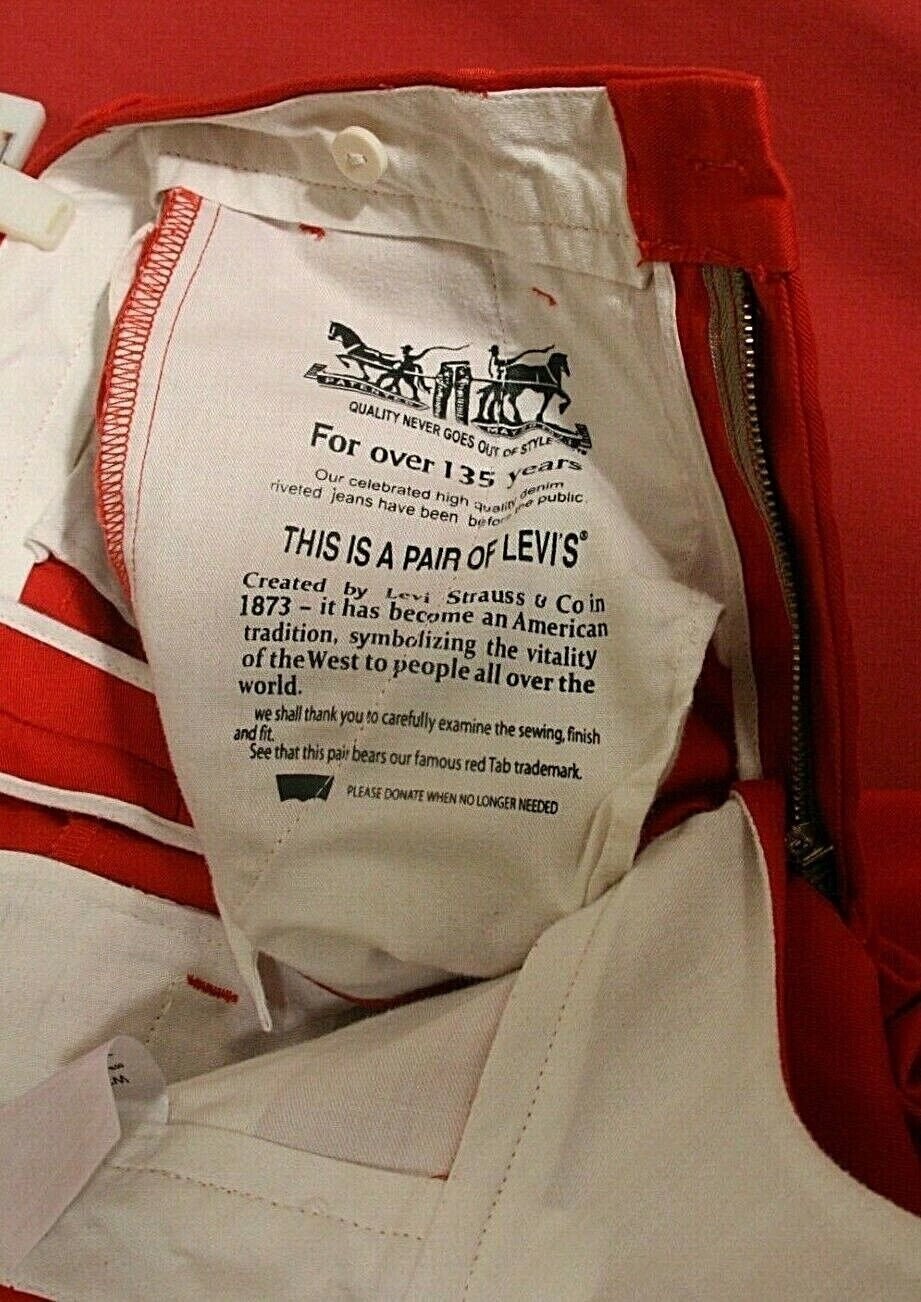 PATENTED
MAY 20 1873
QUALITY NEVER GOES OUT OF STYLE
For over 135 years
Our celebrated high quality denim
riveted jeans have been before the public
THIS IS A PAIR OF LEVI'S®
Created by Levi Strauss & Co in
1873 – it has become an American
tradition, symbolizing the vitality
of the West to people all over the
world.
we shall thank you to carefully examine the sewing, finish
and fit.
See that this pair bears our famous red Tab trademark.
PLEASE DONATE WHEN NO LONGER NEEDED